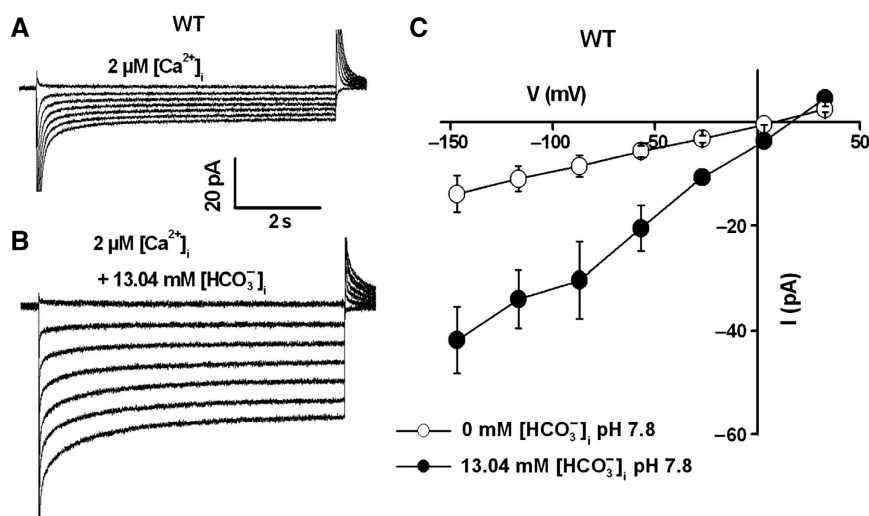 A
WT
2 µM [Ca²⁺]ᵢ
20 pA
2 s
B
2 µM [Ca²⁺]ᵢ
+ 13.04 mM [HCO₃⁻]ᵢ
C
WT
V (mV)
−150
−100
−50
50
−20
−40
−60
I (pA)
0 mM [HCO₃⁻]ᵢ pH 7.8
13.04 mM [HCO₃⁻]ᵢ pH 7.8